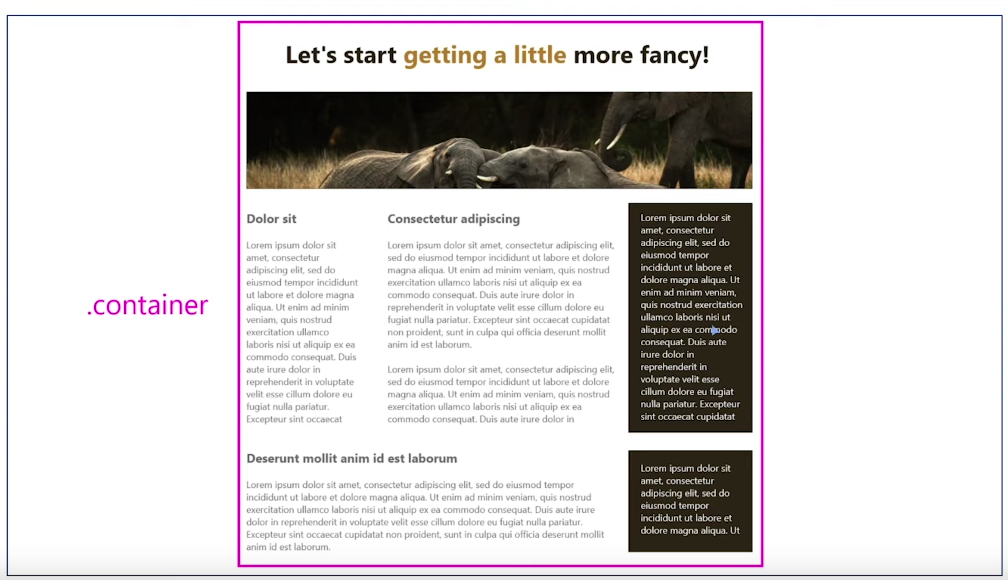 Let's start getting a little more fancy!
.container
Dolor sit
Lorem ipsum dolor sit
amet, consectetur
adipiscing elit, sed do
eiusmod tempor incididunt
ut labore et dolore magna
aliqua. Ut enim ad minim
veniam, quis nostrud
exercitation ullamco
laboris nisi ut aliquip ex ea
commodo consequat. Duis
aute irure dolor in
reprehenderit in voluptate
velit esse cillum dolore eu
fugiat nulla pariatur.
Excepteur sint occaecat
Consectetur adipiscing
Lorem ipsum dolor sit amet, consectetur adipiscing elit,
sed do eiusmod tempor incididunt ut labore et dolore
magna aliqua. Ut enim ad minim veniam, quis nostrud
exercitation ullamco laboris nisi ut aliquip ex ea
commodo consequat. Duis aute irure dolor in
reprehenderit in voluptate velit esse cillum dolore eu
fugiat nulla pariatur. Excepteur sint occaecat cupidatat
non proident, sunt in culpa qui officia deserunt mollit
anim id est laborum.
Lorem ipsum dolor sit amet, consectetur adipiscing elit,
sed do eiusmod tempor incididunt ut labore et dolore
magna aliqua. Ut enim ad minim veniam, quis nostrud
exercitation ullamco laboris nisi ut aliquip ex ea
commodo consequat. Duis aute irure dolor in
Lorem ipsum dolor sit
amet, consectetur
adipiscing elit, sed do
eiusmod tempor
incididunt ut labore et
dolore magna aliqua. Ut
enim ad minim veniam,
quis nostrud exercitation
ullamco laboris nisi ut
aliquip ex ea commodo
consequat. Duis aute
irure dolor in
reprehenderit in
voluptate velit esse
cillum dolore eu fugiat
nulla pariatur. Excepteur
sint occaecat cupidatat
Deserunt mollit anim id est laborum
Lorem ipsum dolor sit amet, consectetur adipiscing elit, sed do eiusmod tempor
incididunt ut labore et dolore magna aliqua. Ut enim ad minim veniam, quis nostrud
exercitation ullamco laboris nisi ut aliquip ex ea commodo consequat. Duis aute irure
dolor in reprehenderit in voluptate velit esse cillum dolore eu fugiat nulla pariatur.
Excepteur sint occaecat cupidatat non proident, sunt in culpa qui officia deserunt mollit
anim id est laborum.
Lorem ipsum dolor sit
amet, consectetur
adipiscing elit, sed do
eiusmod tempor
incididunt ut labore et
dolore magna aliqua. Ut